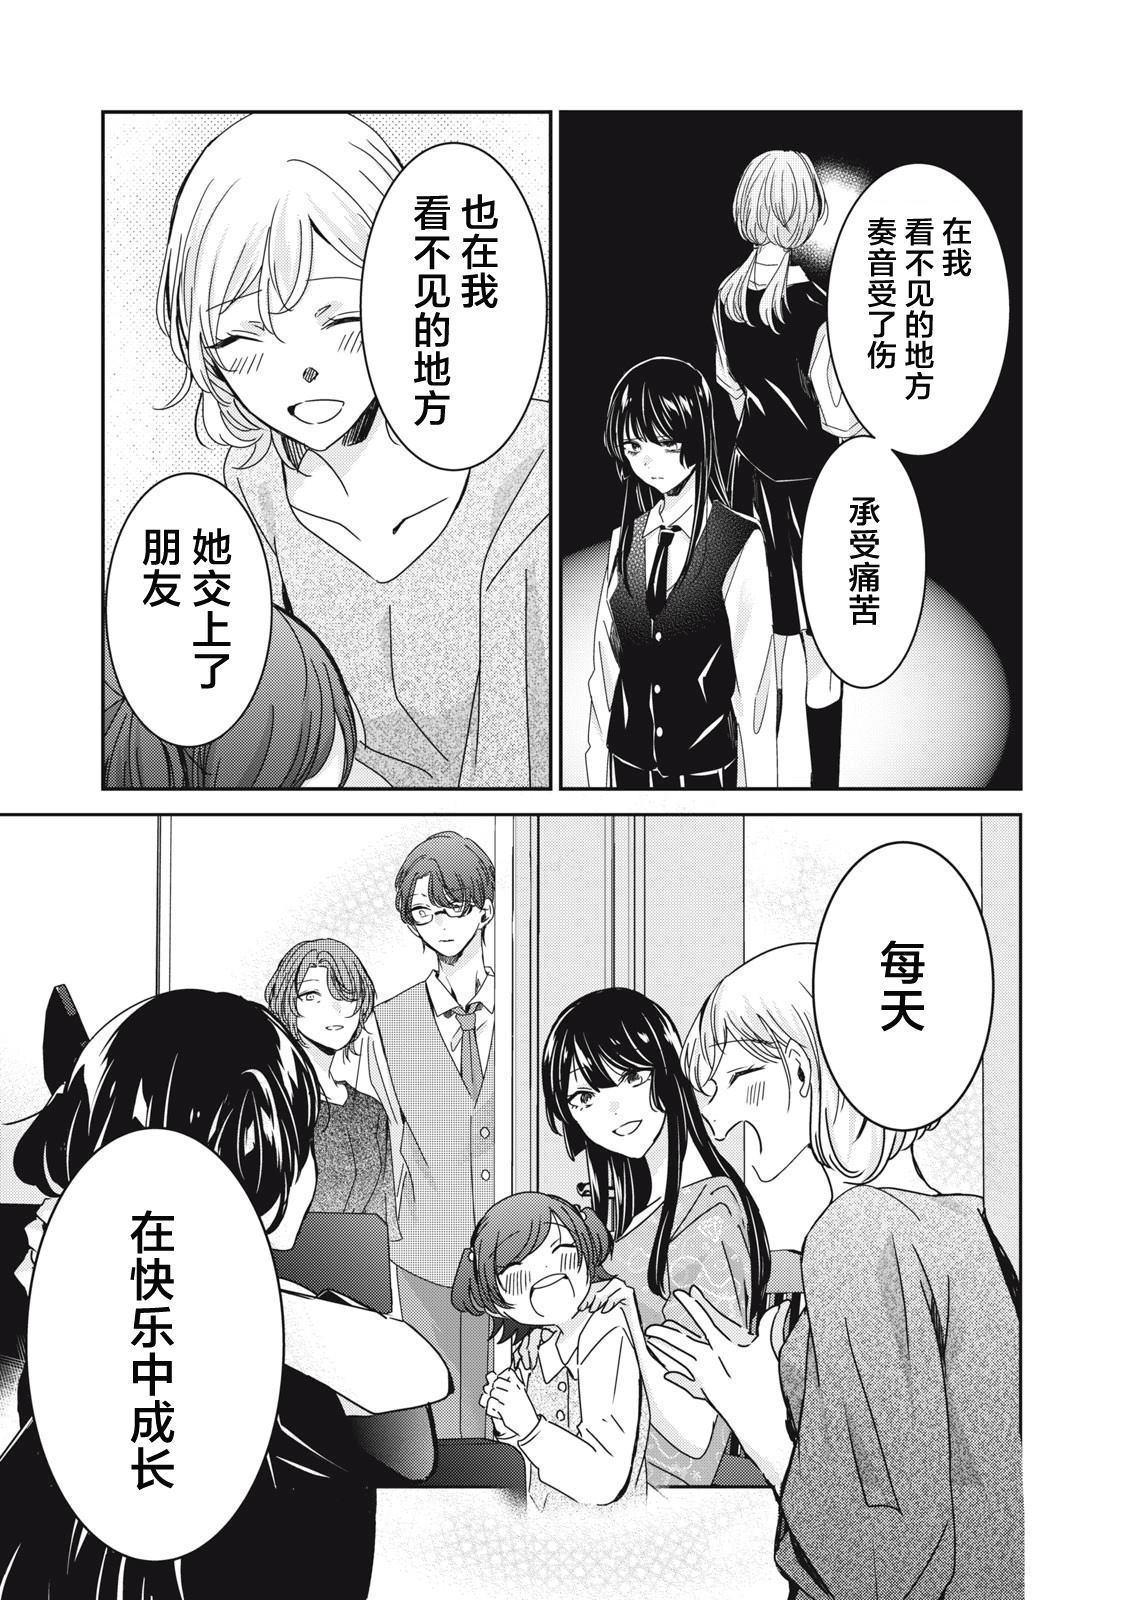 在我
看不见的地方
奏音受了伤
承受痛苦
也在我
看不见的地方
她交上了
朋友
每天
在快乐中成长